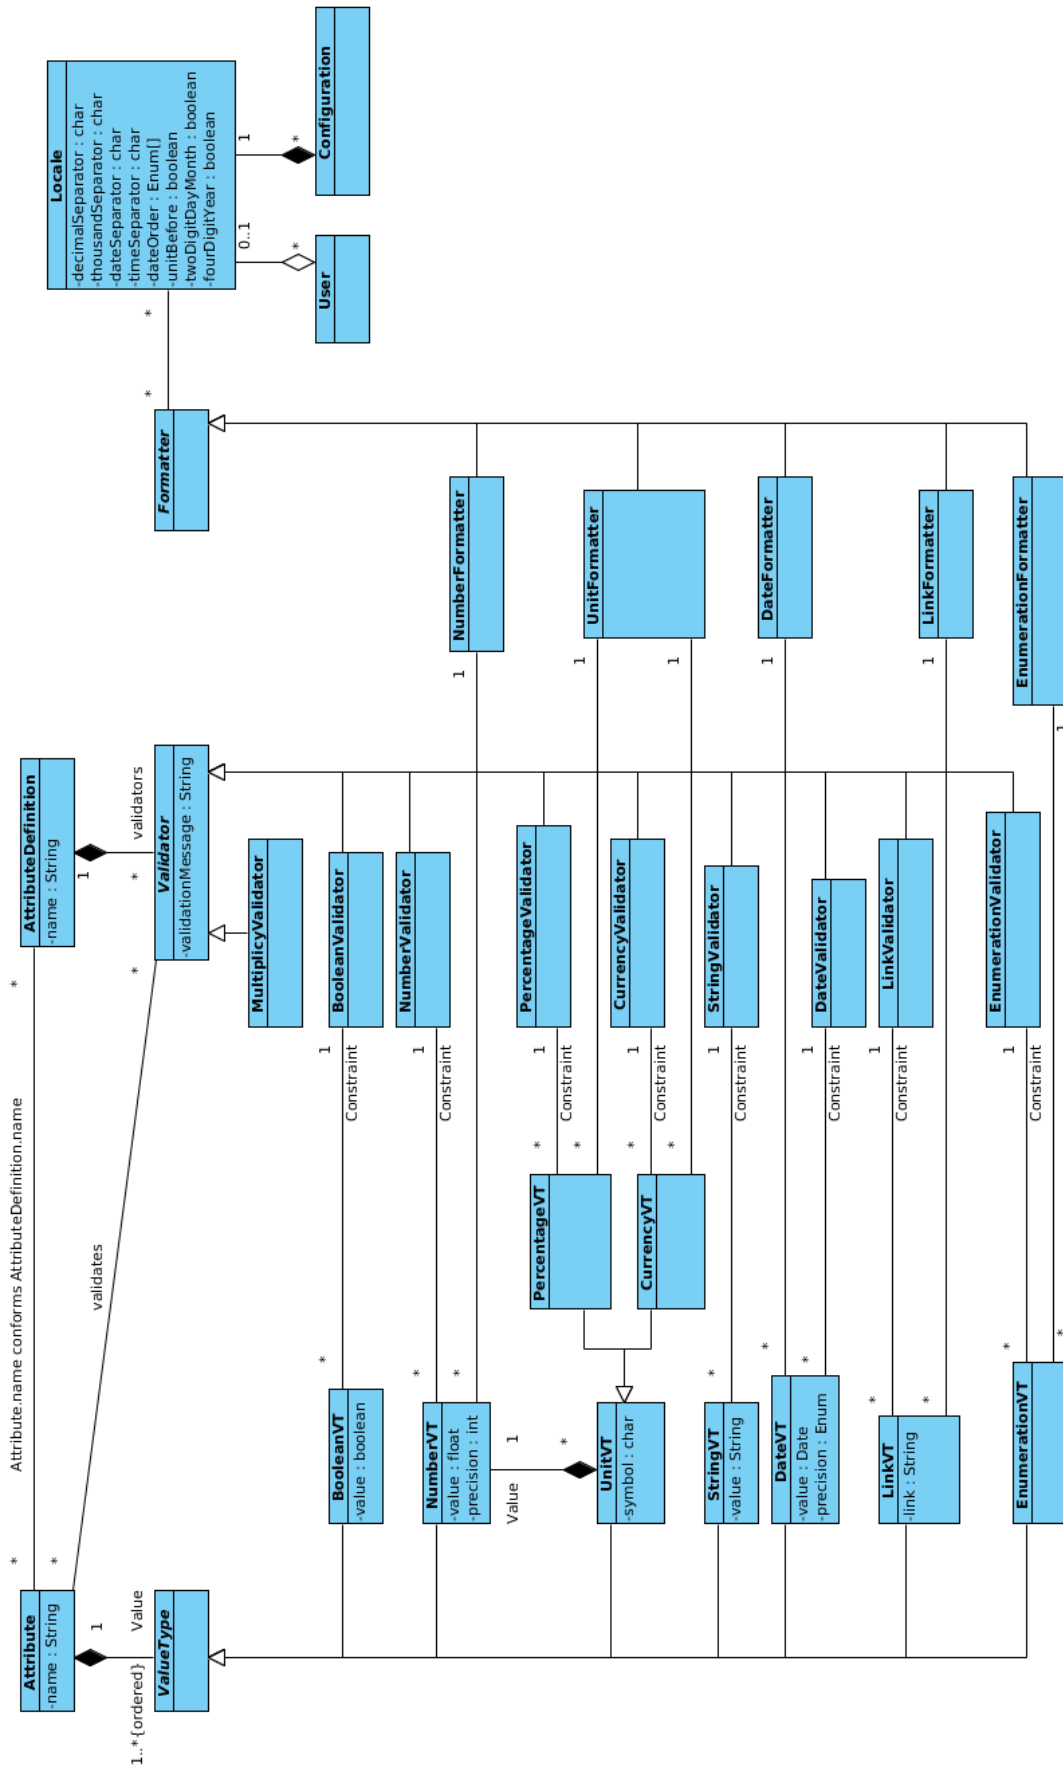 Attribute
-name : String
*
*
Attribute.name conforms AttributeDefinition.name
*
AttributeDefinition
-name : String
1
validators
*
1
Value
1..*{ordered}
ValueType
validates
*
Validator
-validationMessage : String
Formatter
*
*
Locale
-decimalSeparator : char
-thousandSeparator : char
-dateSeparator : char
-timeSeparator : char
-dateOrder : Enum[]
-unitBefore : boolean
-twoDigitDayMonth : boolean
-fourDigitYear : boolean
0..1
*
User
1
*
Configuration
MultiplicyValidator
BooleanVT
-value : boolean
*
1
Constraint
BooleanValidator
NumberVT
-value : float
-precision : int
*
*
1
Constraint
NumberValidator
1
NumberFormatter
1
Value
*
UnitVT
-symbol : char
PercentageVT
*
*
1
Constraint
PercentageValidator
1
UnitFormatter
1
CurrencyVT
*
*
1
Constraint
CurrencyValidator
StringVT
-value : String
*
1
Constraint
StringValidator
DateVT
-value : Date
-precision : Enum
*
*
1
Constraint
DateValidator
1
DateFormatter
LinkVT
-link : String
*
*
1
Constraint
LinkValidator
1
LinkFormatter
EnumerationVT
*
*
1
Constraint
EnumerationValidator
1
EnumerationFormatter